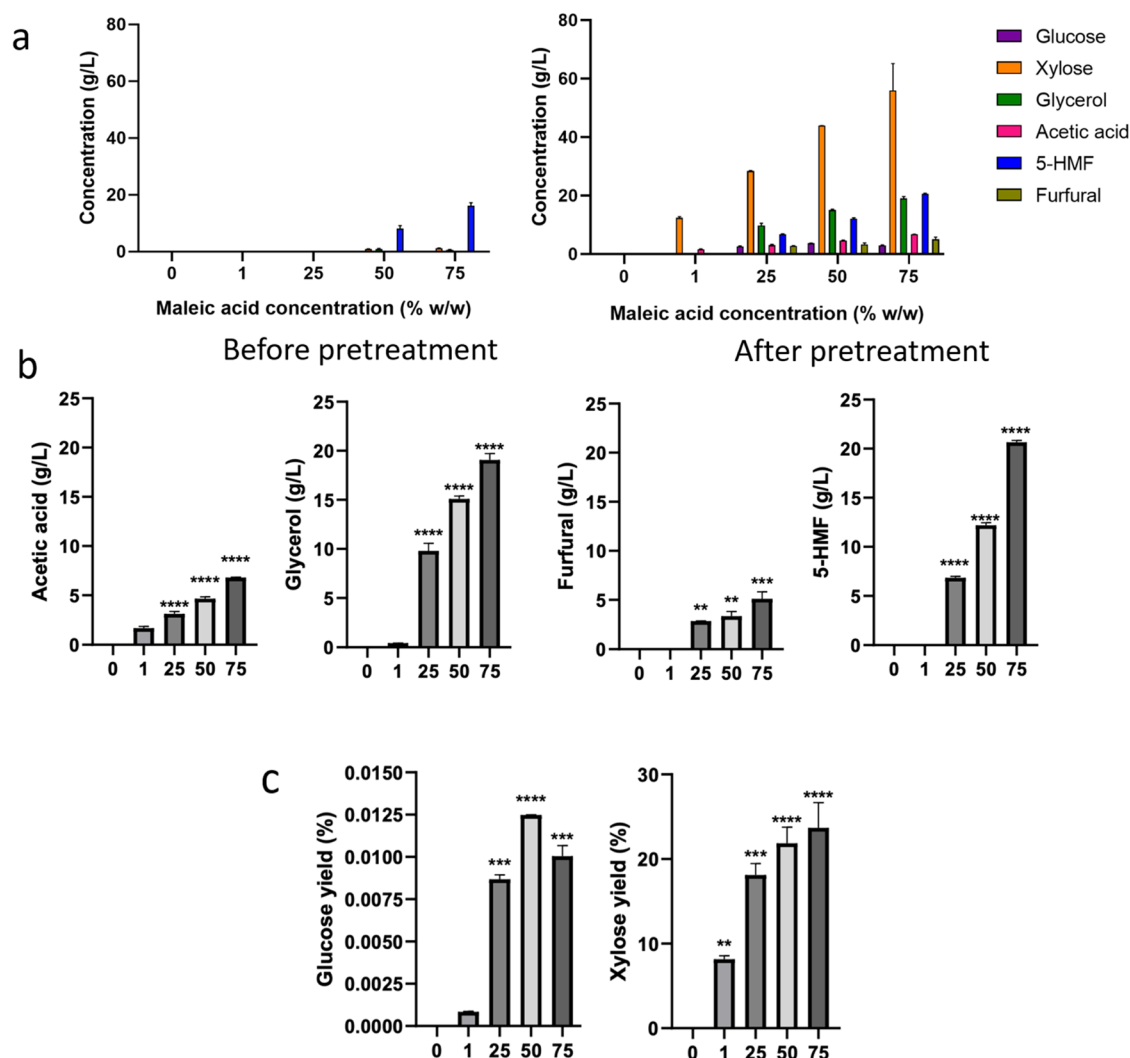 a
Concentration (g/L)
80
60
40
20
0
0 1 25 50 75
Maleic acid concentration (% w/w)
Before pretreatment
Concentration (g/L)
80
60
40
20
0
0 1 25 50 75
Maleic acid concentration (% w/w)
After pretreatment
Glucose
Xylose
Glycerol
Acetic acid
5-HMF
Furfural
b
Acetic acid (g/L)
25
20
15
10
5
0
**** **** ****
0 1 25 50 75
Glycerol (g/L)
25
20
15
10
5
0
**** **** ****
0 1 25 50 75
Furfural (g/L)
25
20
15
10
5
0
** ** ***
0 1 25 50 75
5-HMF (g/L)
25
20
15
10
5
0
**** **** ****
0 1 25 50 75
c
Glucose yield (%)
0.0150
0.0125
0.0100
0.0075
0.0050
0.0025
0.0000
*** **** ***
0 1 25 50 75
Xylose yield (%)
30
20
10
0
** *** **** ****
0 1 25 50 75